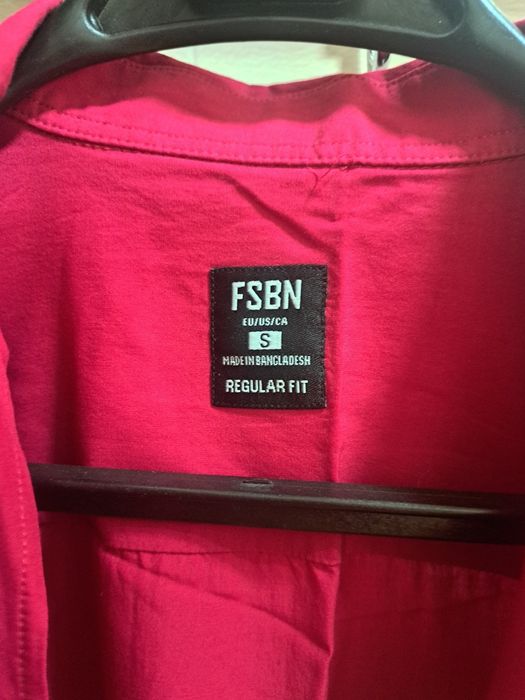 FSBN
EU/US/CA
S
MADE IN BANGLADESH
REGULAR FIT